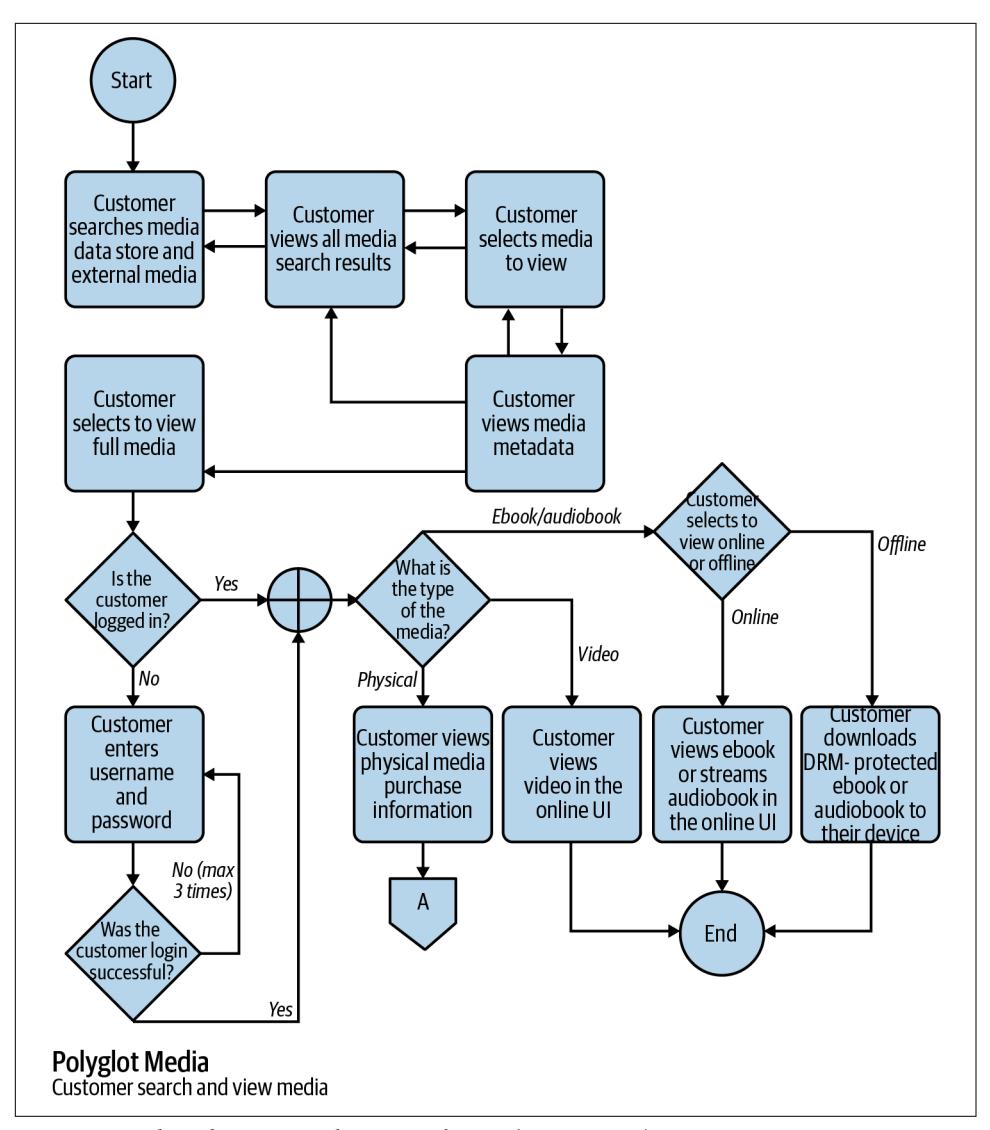 Start
Customer
searches media
data store and
external media
Customer
views all media
search results
Customer
selects media
to view
Customer
selects to view
full media
Customer
views media
metadata
Ebook/audiobook
Customer
selects to
view online
or offline
Offline
Is the
customer
logged in?
Yes
What is
the type
of the
media?
Online
Video
No
Physical
Customer
enters
username
and
password
Customer views
physical media
purchase
information
Customer
views
video in the
online UI
Customer
views ebook
or streams
audiobook in
the online UI
Customer
downloads
DRM- protected
ebook or
audiobook to
their device
No (max
3 times)
A
Was the
customer login
successful?
End
Yes
Polyglot Media
Customer search and view media